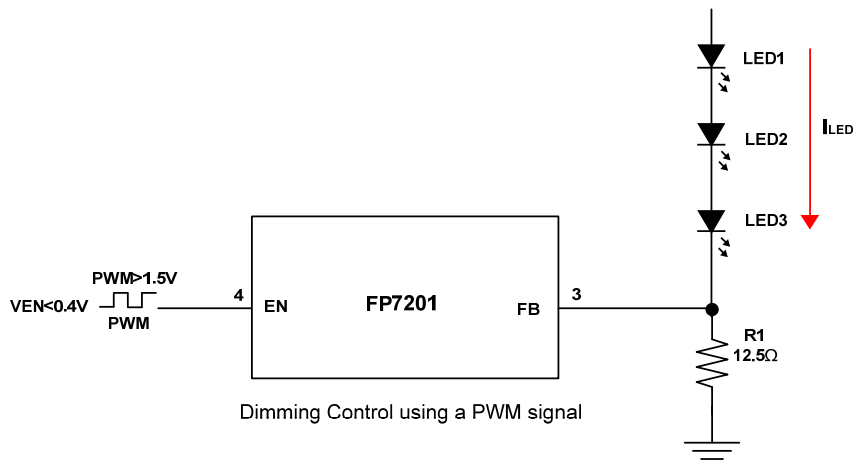 LED1
LED2
LED3
ILED
PWM>1.5V
VEN<0.4V
PWM
4
EN
FP7201
FB
3
R1
12.5Ω
Dimming Control using a PWM signal